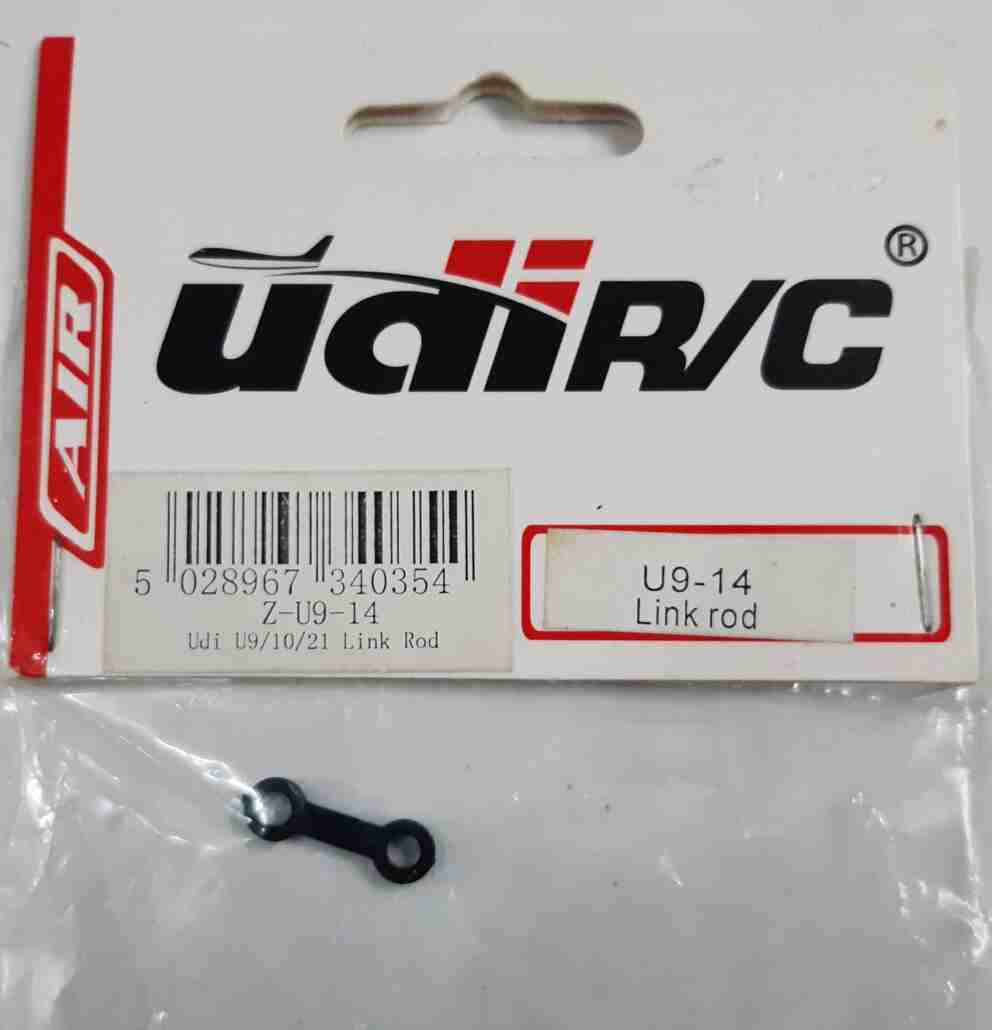 AIR
udiR/C®
5 028967 340354
Z-U9-14
Udi U9/10/21 Link Rod
U9-14
Link rod